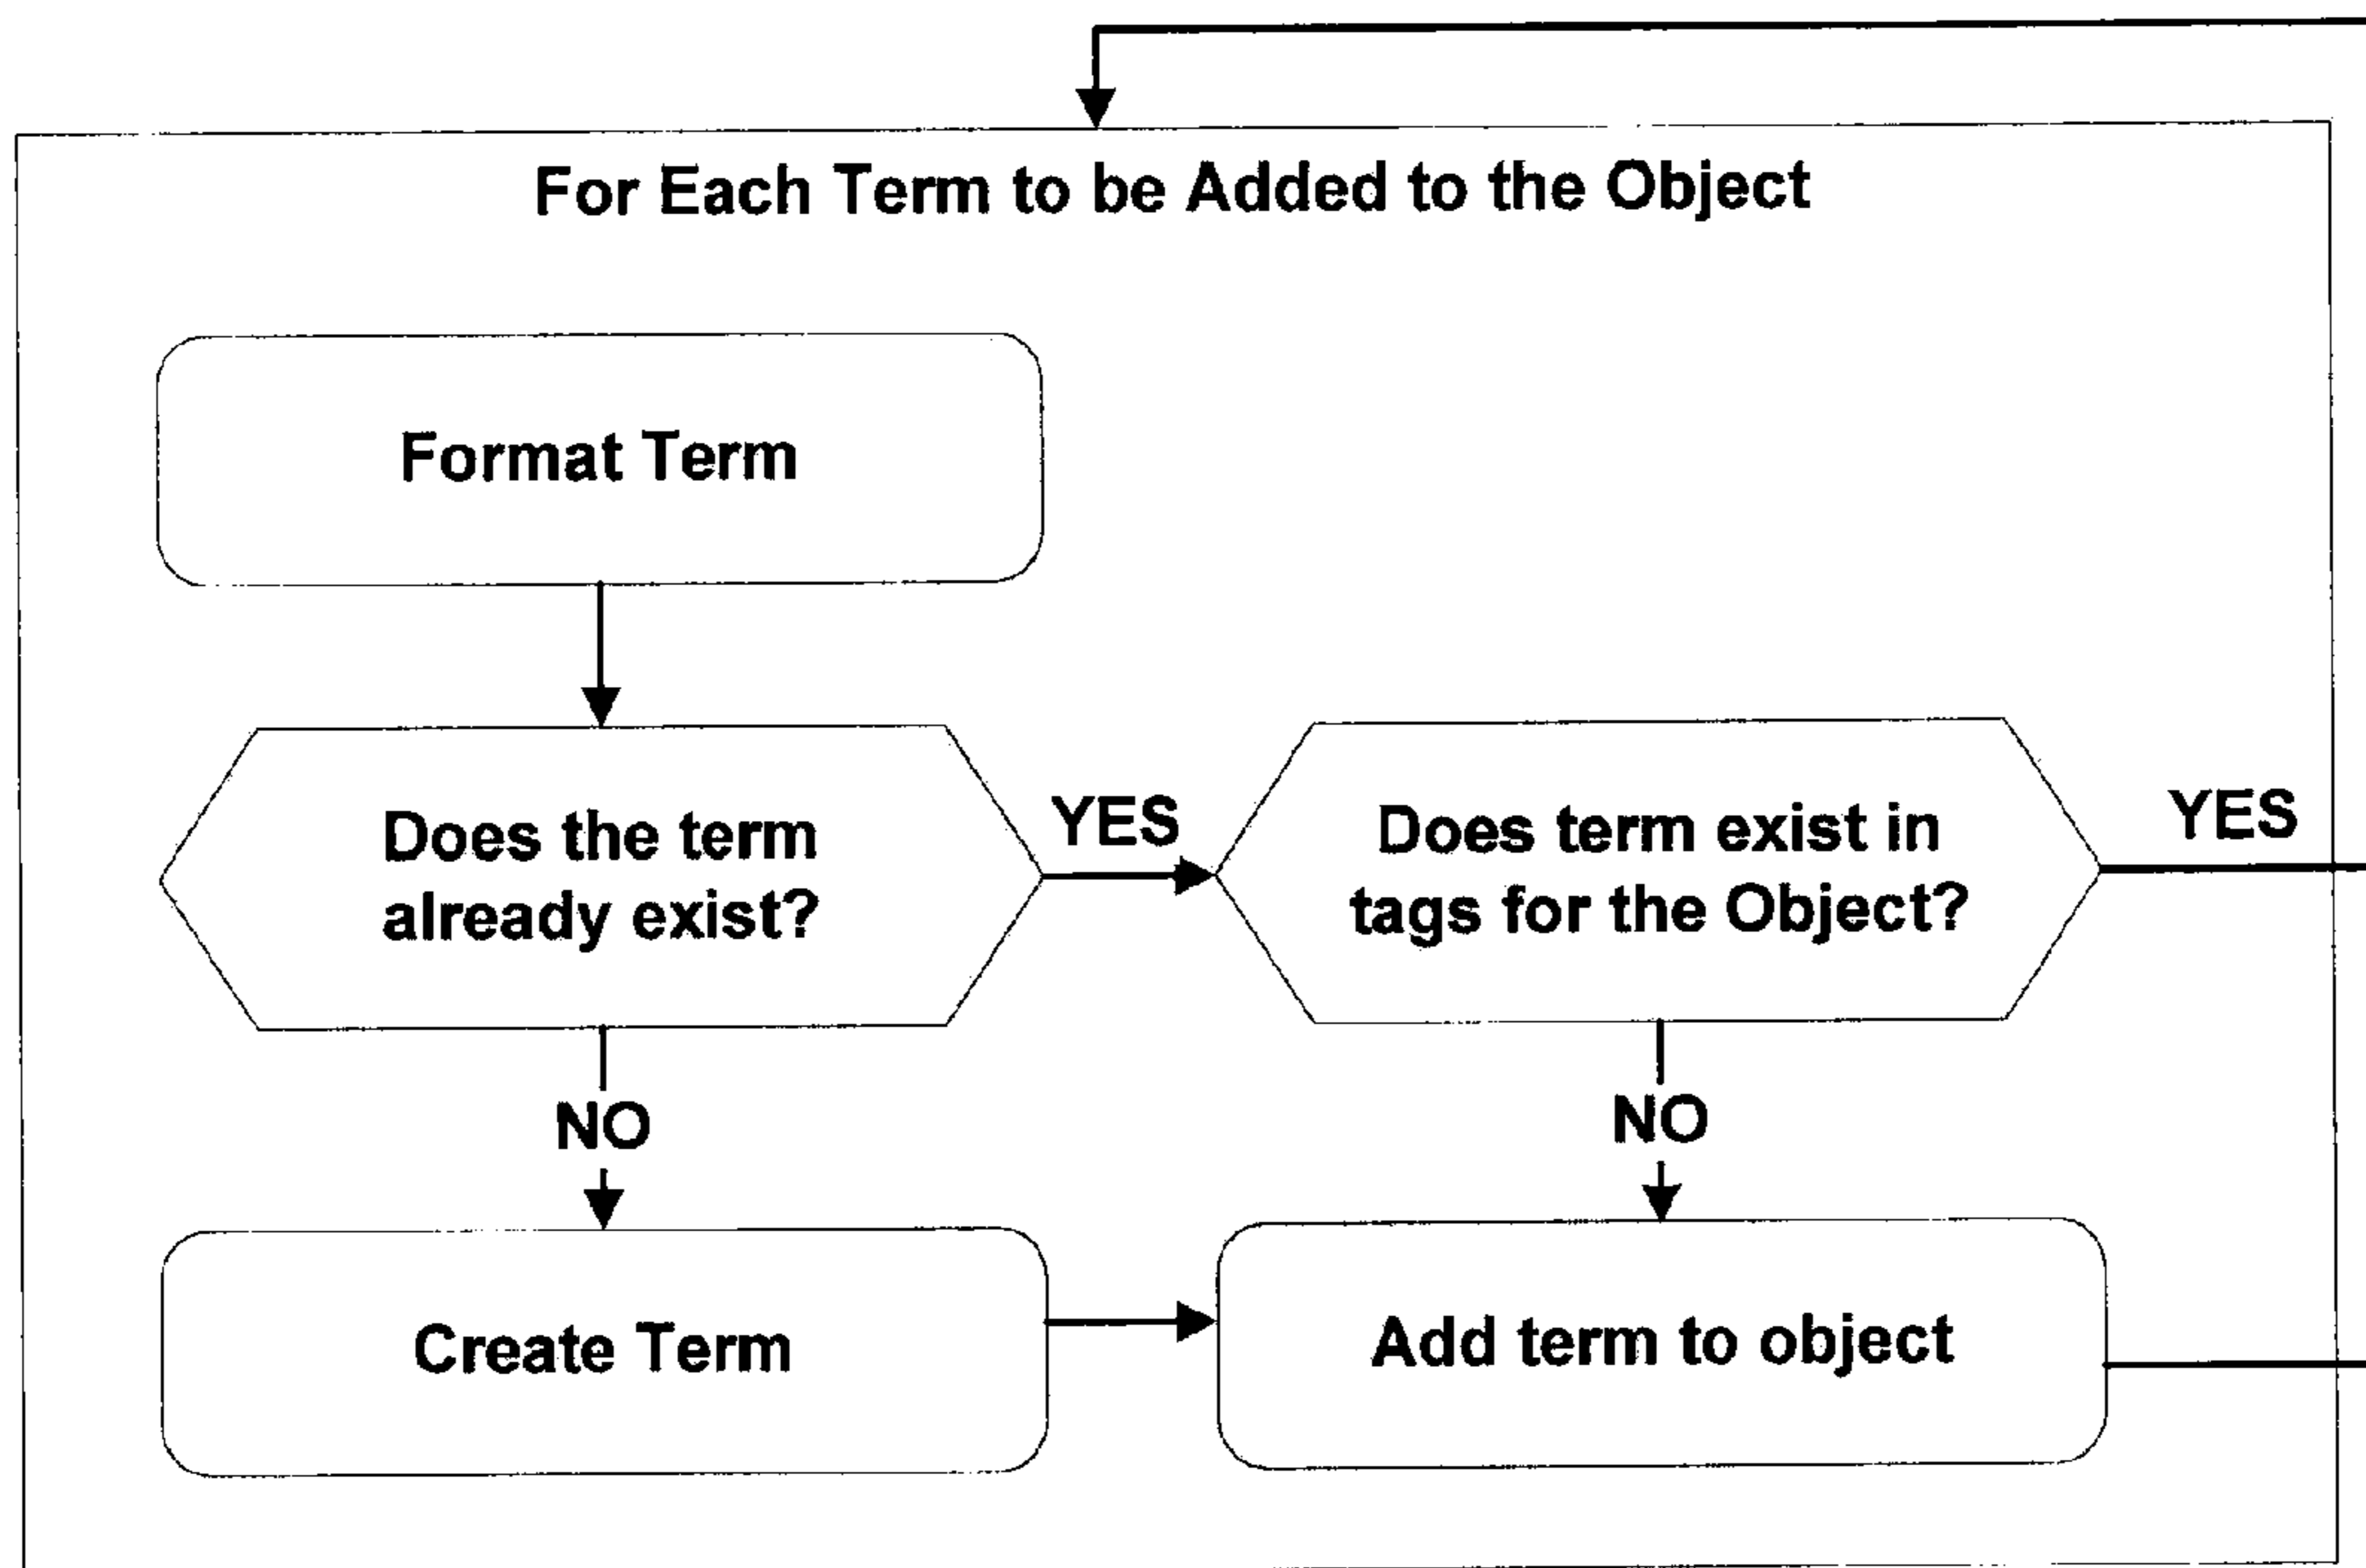 For Each Term to be Added to the Object
Format Term
Does the term
already exist?
YES
Does term exist in
tags for the Object?
YES
NO
NO
Create Term
Add term to object